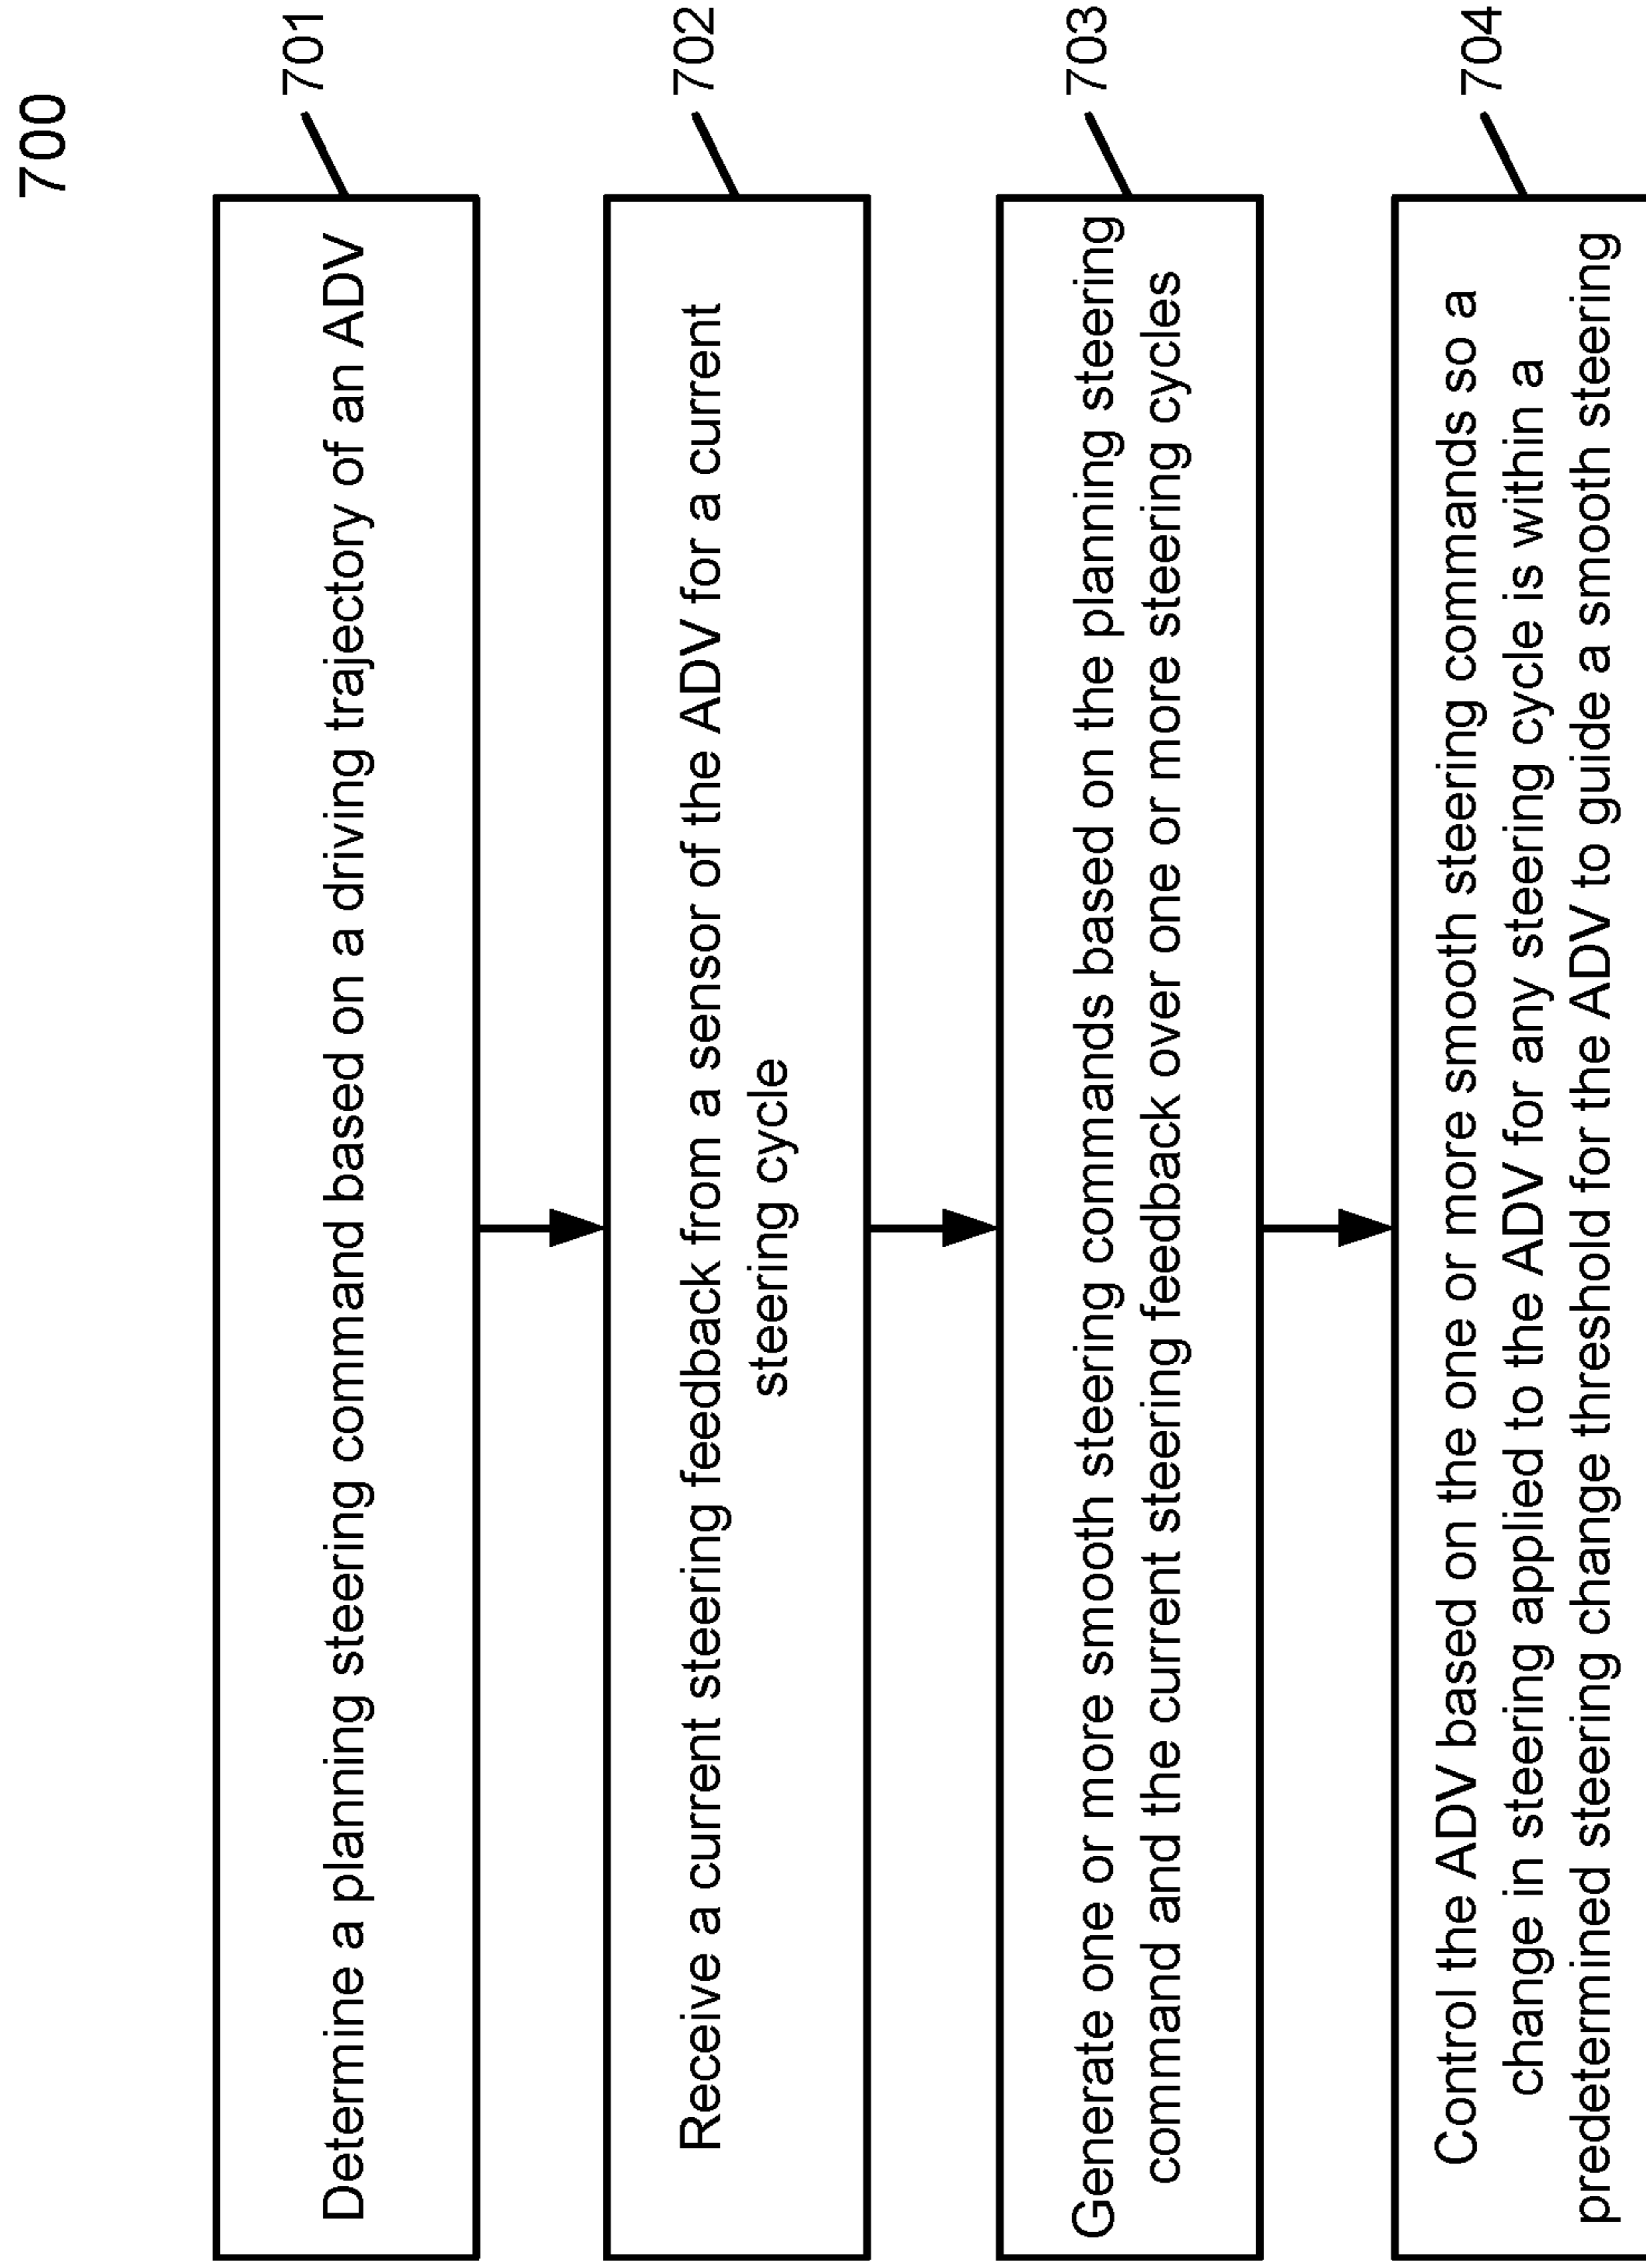 700
701
Determine a planning steering command based on a driving trajectory of an ADV
702
Receive a current steering feedback from a sensor of the ADV for a current
steering cycle
703
Generate one or more smooth steering commands based on the planning steering
command and the current steering feedback over one or more steering cycles
704
Control the ADV based on the one or more smooth steering commands so a
change in steering applied to the ADV for any steering cycle is within a
predetermined steering change threshold for the ADV to guide a smooth steering